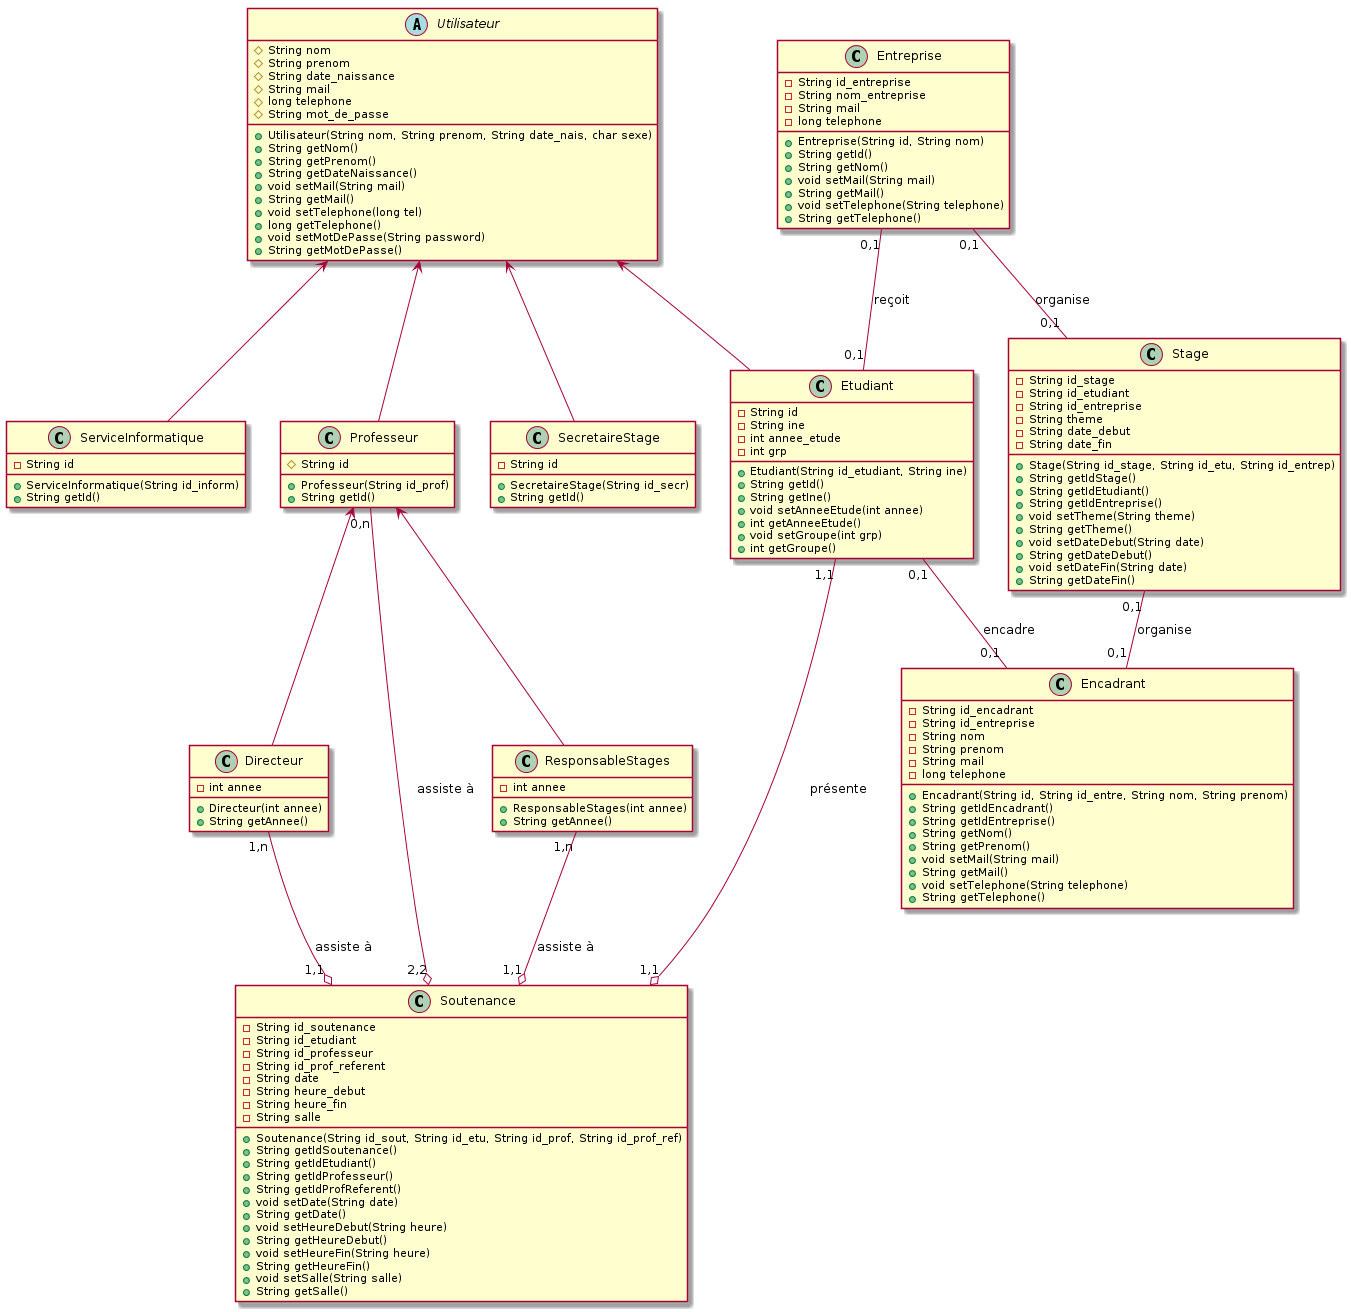 A Utilisateur
String nom
String prenom
String date_naissance
String mail
long telephone
String mot_de_passe
Utilisateur(String nom, String prenom, String date_nais, char sexe)
String getNom()
String getPrenom()
String getDateNaissance()
void setMail(String mail)
String getMail()
void setTelephone(long tel)
long getTelephone()
void setMotDePasse(String password)
String getMotDePasse()
C Entreprise
String id_entreprise
String nom_entreprise
String mail
long telephone
Entreprise(String id, String nom)
String getId()
String getNom()
void setMail(String mail)
String getMail()
void setTelephone(String telephone)
String getTelephone()
0,1
0,1
reçoit
organise
0,1
0,1
C Stage
String id_stage
String id_etudiant
String id_entreprise
String theme
String date_debut
String date_fin
Stage(String id_stage, String id_etu, String id_entrep)
String getIdStage()
String getIdEtudiant()
String getIdEntreprise()
void setTheme(String theme)
String getTheme()
void setDateDebut(String date)
String getDateDebut()
void setDateFin(String date)
String getDateFin()
C Etudiant
String id
String ine
int annee_etude
int grp
Etudiant(String id_etudiant, String ine)
String getId()
String getIne()
void setAnneeEtude(int annee)
int getAnneeEtude()
void setGroupe(int grp)
int getGroupe()
C ServiceInformatique
String id
ServiceInformatique(String id_inform)
String getId()
C Professeur
String id
Professeur(String id_prof)
String getId()
C SecretaireStage
String id
SecretaireStage(String id_secr)
String getId()
0,n
1,1
0,1
0,1
encadre
organise
0,1
0,1
C Encadrant
String id_encadrant
String id_entreprise
String nom
String prenom
String mail
long telephone
Encadrant(String id, String id_entre, String nom, String prenom)
String getIdEncadrant()
String getIdEntreprise()
String getNom()
String getPrenom()
void setMail(String mail)
String getMail()
void setTelephone(String telephone)
String getTelephone()
C Directeur
int annee
Directeur(int annee)
String getAnnee()
assiste à
C ResponsableStages
int annee
ResponsableStages(int annee)
String getAnnee()
présente
1,n
1,n
assiste à
assiste à
1,1
2,2
1,1
1,1
C Soutenance
String id_soutenance
String id_etudiant
String id_professeur
String id_prof_referent
String date
String heure_debut
String heure_fin
String salle
Soutenance(String id_sout, String id_etu, String id_prof, String id_prof_ref)
String getIdSoutenance()
String getIdEtudiant()
String getIdProfesseur()
String getIdProfReferent()
void setDate(String date)
String getDate()
void setHeureDebut(String heure)
String getHeureDebut()
void setHeureFin(String heure)
String getHeureFin()
void setSalle(String salle)
String getSalle()